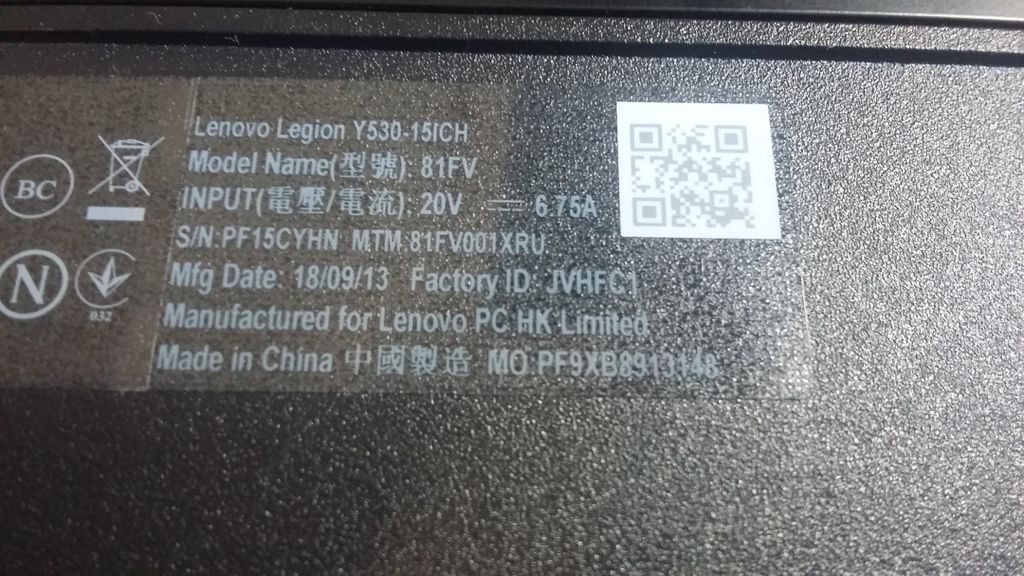 Lenovo Legion Y530-15ICH
Model Name(型號): 81FV
INPUT(電壓/電流): 20V ⎓ 6.75A
S/N:PF15CYHN MTM:81FV001XRU
Mfg Date: 18/09/13 Factory ID: JVHFC1
Manufactured for Lenovo PC HK Limited
Made in China 中國製造 MO:PF9XB8913148
BC
N
032